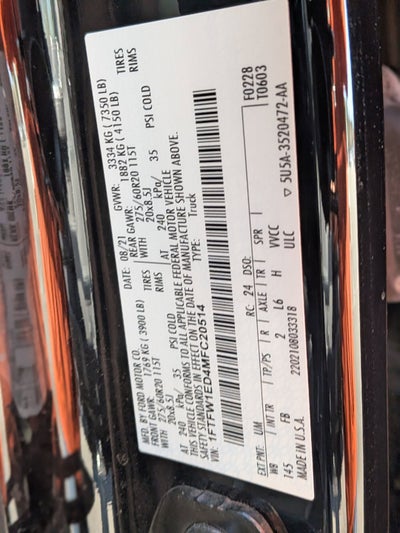 MFD. BY FORD MOTOR CO.
DATE: 08/21 GVWR: 3334 KG (7350 LB)
FRONT GAWR: 1769 KG (3900 LB) REAR GAWR: 1882 KG (4150 LB)
WITH 275/60R20 115T TIRES WITH 275/60R20 115T TIRES
20x8.5J RIMS 20x8.5J RIMS
AT 240 kPa/ 35 PSI COLD AT 240 kPa/ 35 PSI COLD
THIS VEHICLE CONFORMS TO ALL APPLICABLE FEDERAL MOTOR VEHICLE
SAFETY STANDARDS IN EFFECT ON THE DATE OF MANUFACTURE SHOWN ABOVE.
VIN: 1FTFW1ED4MFC20514 TYPE: Truck
F0228
T0603
EXT PNT: UM RC: 24 DSO:
WB INT TR TP/PS R AXLE TR SPR
145 FB 2 L6 H VVCC
ULC
MADE IN U.S.A. 5U5A-3520472-AA